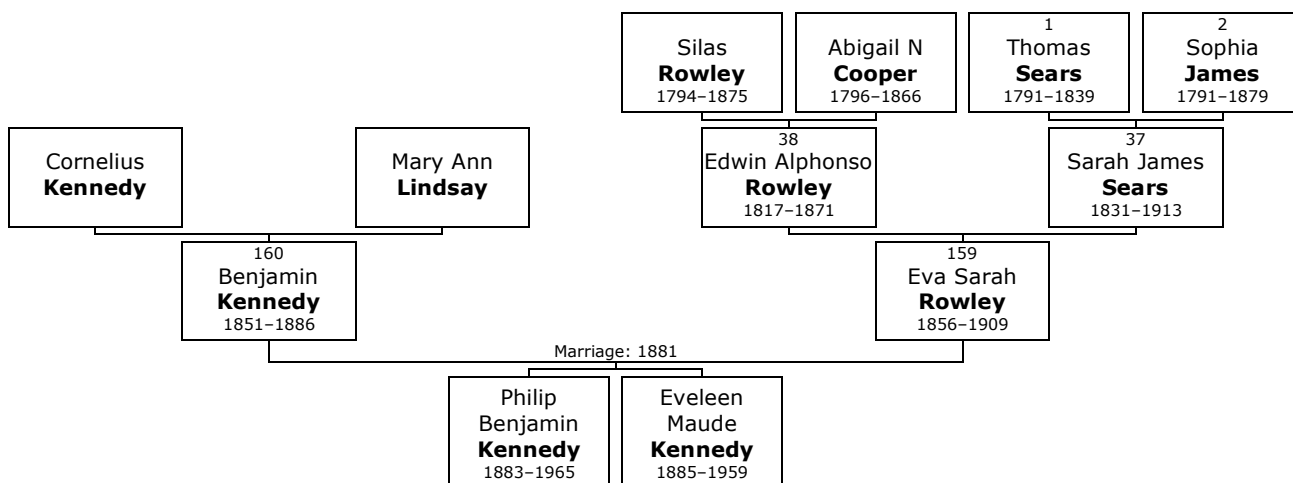 Silas
Rowley
1794–1875
Abigail N
Cooper
1796–1866
1
Thomas
Sears
1791–1839
2
Sophia
James
1791–1879
Cornelius
Kennedy
Mary Ann
Lindsay
38
Edwin Alphonso
Rowley
1817–1871
37
Sarah James
Sears
1831–1913
160
Benjamin
Kennedy
1851–1886
159
Eva Sarah
Rowley
1856–1909
Marriage: 1881
Philip
Benjamin
Kennedy
1883–1965
Eveleen
Maude
Kennedy
1885–1959